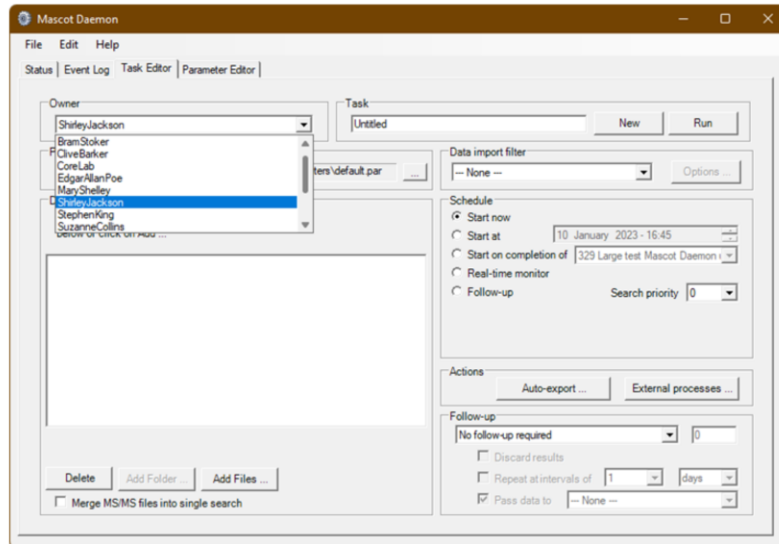 Mascot Daemon
File Edit Help
Status Event Log Task Editor Parameter Editor
Owner
ShirleyJackson
BramStoker
CliveBarker
CoreLab
EdgarAllanPoe
MaryShelley
ShirleyJackson
StephenKing
SuzanneCollins
ters\default.par ...
below or click on Add ...
Delete Add Folder ... Add Files ...
Merge MS/MS files into single search
Task
Untitled New Run
Data import filter
-- None -- Options ...
Schedule
Start now
Start at 10 January 2023 - 16:45
Start on completion of 329 Large test Mascot Daemon
Real-time monitor
Follow-up Search priority 0
Actions
Auto-export ... External processes ...
Follow-up
No follow-up required 0
Discard results
Repeat at intervals of 1 days
Pass data to -- None --